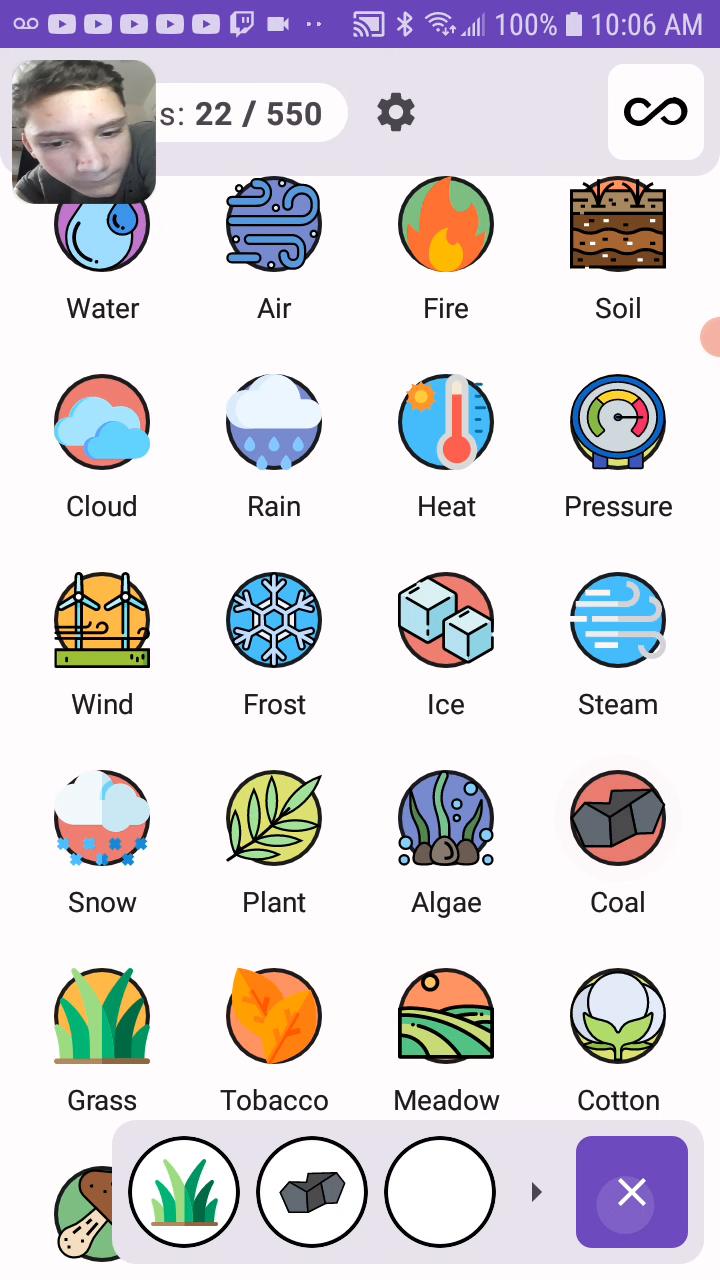 100% 10:06 AM
s: 22 / 550
Water Air Fire Soil
Cloud Rain Heat Pressure
Wind Frost Ice Steam
Snow Plant Algae Coal
Grass Tobacco Meadow Cotton